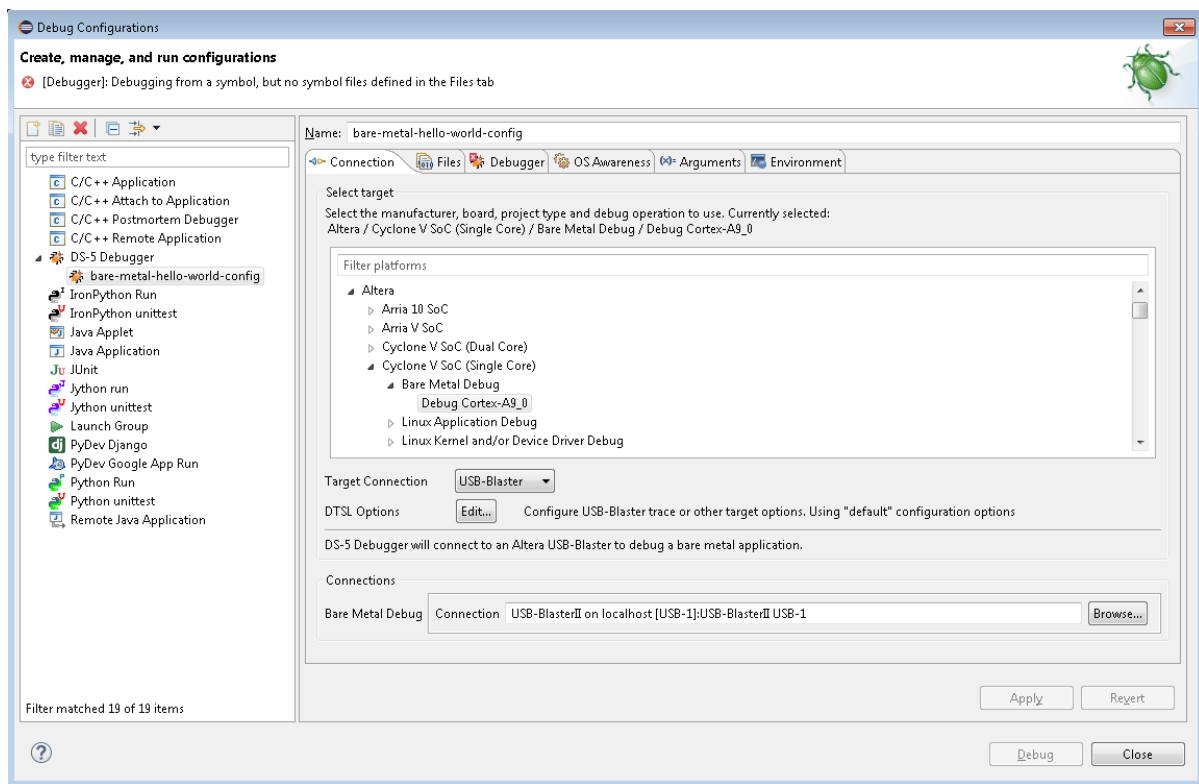 Debug Configurations
Create, manage, and run configurations
[Debugger]: Debugging from a symbol, but no symbol files defined in the Files tab
type filter text
C/C++ Application
C/C++ Attach to Application
C/C++ Postmortem Debugger
C/C++ Remote Application
DS-5 Debugger
bare-metal-hello-world-config
IronPython Run
IronPython unittest
Java Applet
Java Application
Ju JUnit
Jython run
Jython unittest
Launch Group
dj PyDev Django
PyDev Google App Run
Python Run
Python unittest
Remote Java Application
Filter matched 19 of 19 items
Name: bare-metal-hello-world-config
Connection Files Debugger OS Awareness Arguments Environment
Select target
Select the manufacturer, board, project type and debug operation to use. Currently selected:
Altera / Cyclone V SoC (Single Core) / Bare Metal Debug / Debug Cortex-A9_0
Filter platforms
Altera
Arria 10 SoC
Arria V SoC
Cyclone V SoC (Dual Core)
Cyclone V SoC (Single Core)
Bare Metal Debug
Debug Cortex-A9_0
Linux Application Debug
Linux Kernel and/or Device Driver Debug
Target Connection USB-Blaster
DTSL Options Edit... Configure USB-Blaster trace or other target options. Using "default" configuration options
DS-5 Debugger will connect to an Altera USB-Blaster to debug a bare metal application.
Connections
Bare Metal Debug Connection USB-BlasterII on localhost [USB-1]:USB-BlasterII USB-1 Browse...
Apply Revert
? Debug Close